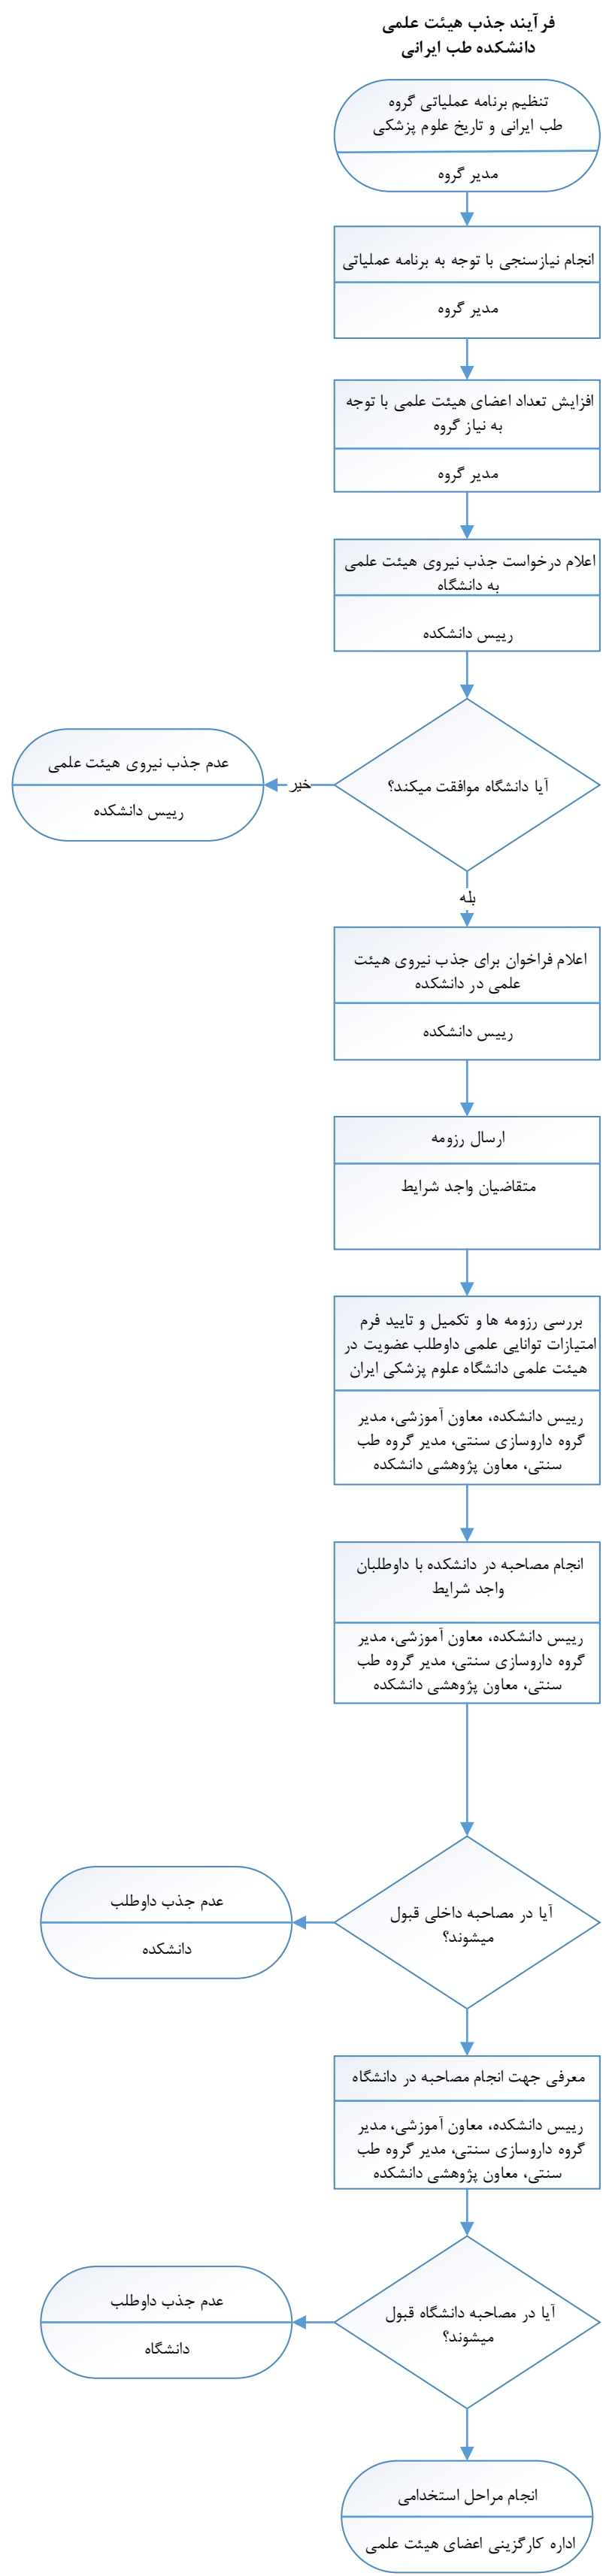 فرآیند جذب هیئت علمی
دانشکده طب ایرانی
تنظیم برنامه عملیاتی گروه
طب ایرانی و تاریخ علوم پزشکی
مدیر گروه
انجام نیازسنجی با توجه به برنامه عملیاتی
مدیر گروه
افزایش تعداد اعضای هیئت علمی با توجه
به نیاز گروه
مدیر گروه
اعلام درخواست جذب نیروی هیئت علمی
به دانشگاه
رییس دانشکده
آیا دانشگاه موافقت میکند؟
خیر
عدم جذب نیروی هیئت علمی
رییس دانشکده
بله
اعلام فراخوان برای جذب نیروی هیئت
علمی در دانشکده
رییس دانشکده
ارسال رزومه
متقاضیان واجد شرایط
بررسی رزومه ها و تکمیل و تایید فرم
امتیازات توانایی علمی داوطلب عضویت در
هیئت علمی دانشگاه علوم پزشکی ایران
رییس دانشکده، معاون آموزشی، مدیر
گروه داروسازی سنتی، مدیر گروه طب
سنتی، معاون پژوهشی دانشکده
انجام مصاحبه در دانشکده با داوطلبان
واجد شرایط
رییس دانشکده، معاون آموزشی، مدیر
گروه داروسازی سنتی، مدیر گروه طب
سنتی، معاون پژوهشی دانشکده
آیا در مصاحبه داخلی قبول
میشوند؟
عدم جذب داوطلب
دانشکده
معرفی جهت انجام مصاحبه در دانشگاه
رییس دانشکده، معاون آموزشی، مدیر
گروه داروسازی سنتی، مدیر گروه طب
سنتی، معاون پژوهشی دانشکده
آیا در مصاحبه دانشگاه قبول
میشوند؟
عدم جذب داوطلب
دانشگاه
انجام مراحل استخدامی
اداره کارگزینی اعضای هیئت علمی